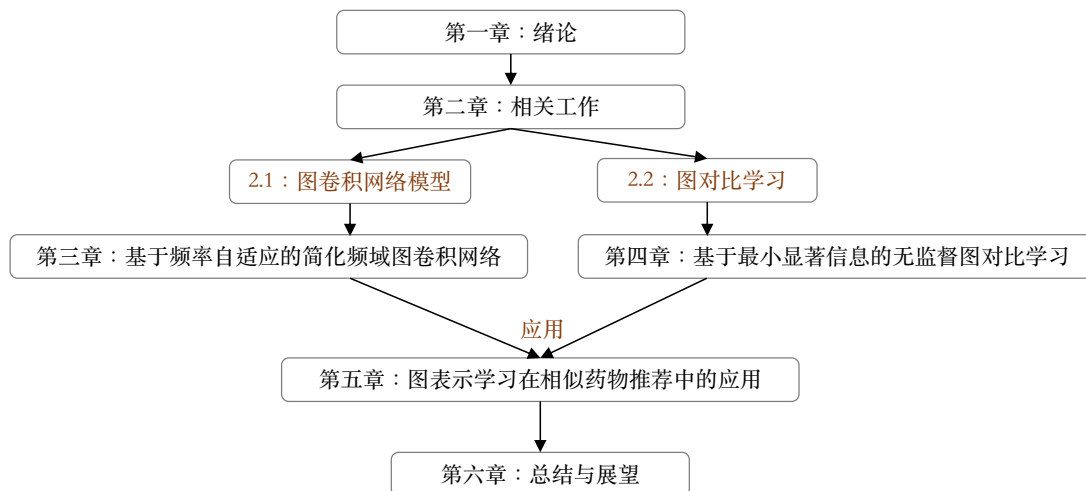 第一章：绪论
第二章：相关工作
2.1：图卷积网络模型
2.2：图对比学习
第三章：基于频率自适应的简化频域图卷积网络
第四章：基于最小显著信息的无监督图对比学习
应用
第五章：图表示学习在相似药物推荐中的应用
第六章：总结与展望